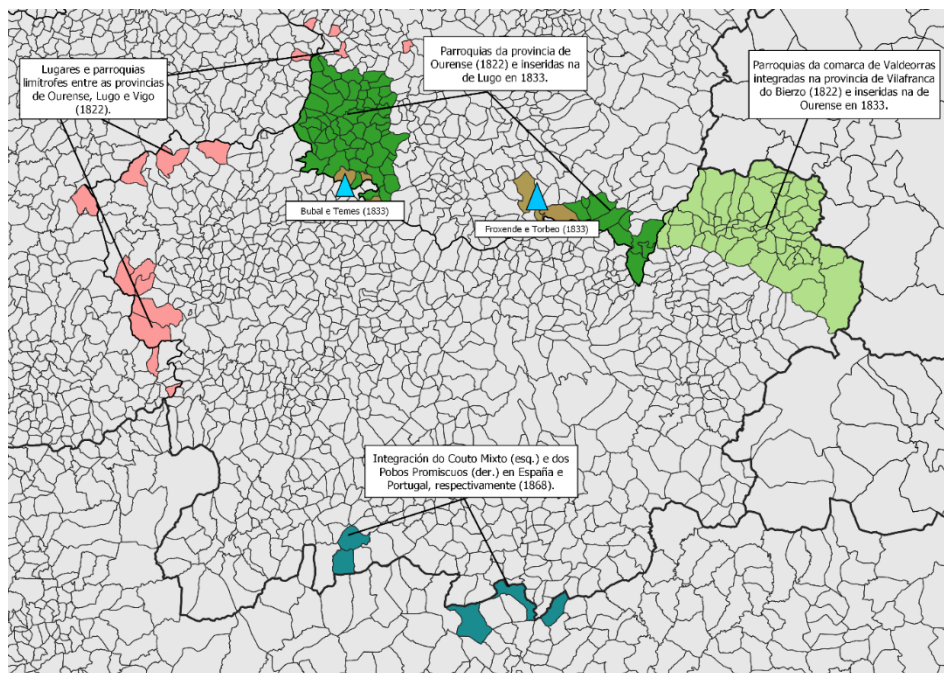 Lugares e parroquias
limítrofes entre as provincias
de Ourense, Lugo e Vigo
(1822).
Parroquias da provincia de
Ourense (1822) e inseridas na
de Lugo en 1833.
Parroquias da comarca de Valdeorras
integradas na provincia de Vilafranca
do Bierzo (1822) e inseridas na de
Ourense en 1833.
Bubal e Temes (1833)
Froxende e Torbeo (1833)
Integración do Couto Mixto (esq.) e dos
Pobos Promiscuos (der.) en España e
Portugal, respectivamente (1868).